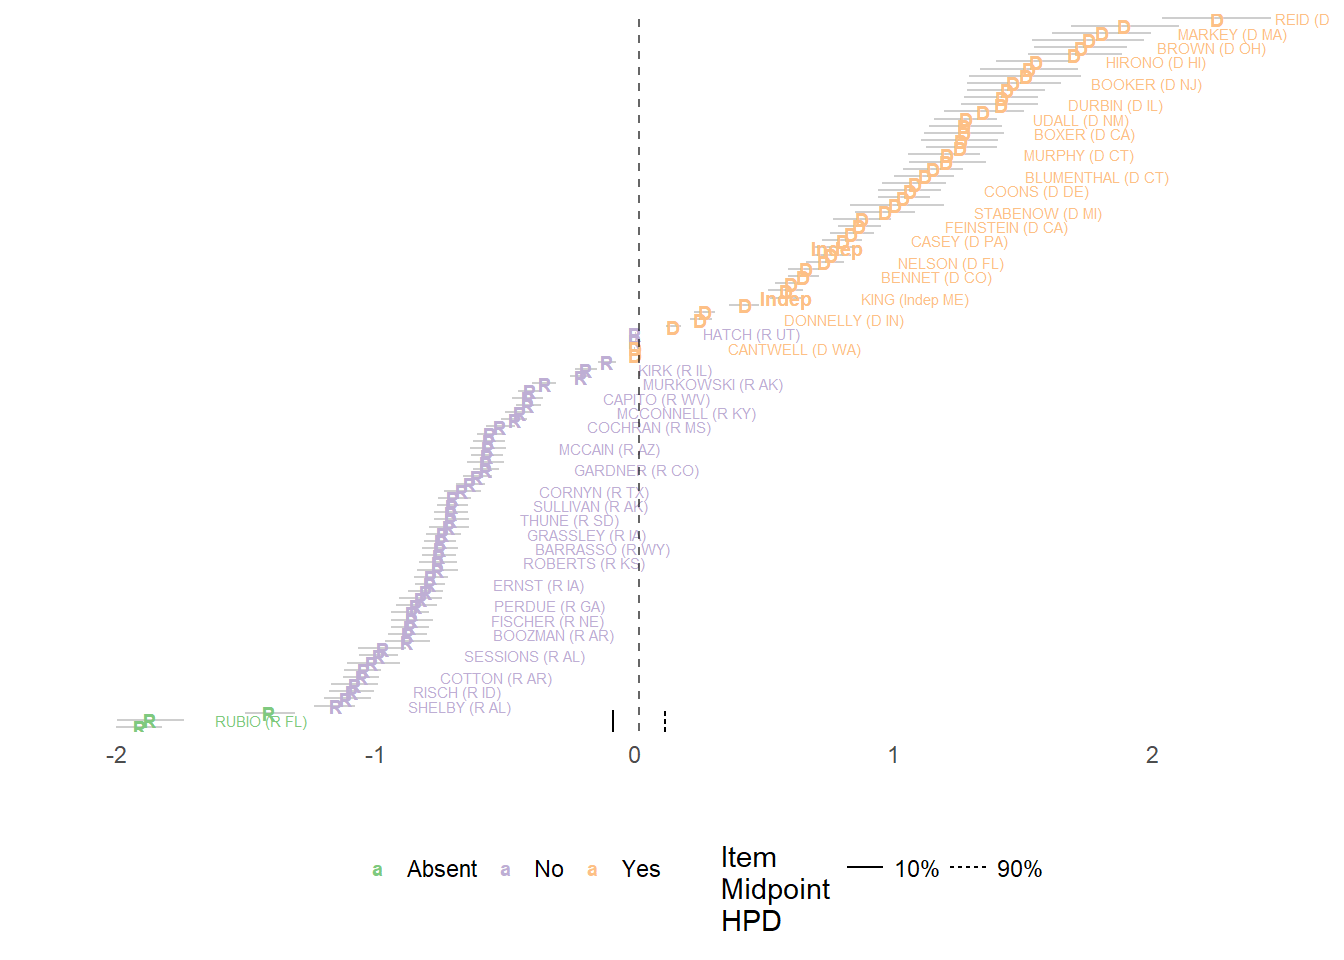 REID (D
MARKEY (D MA)
BROWN (D OH)
HIRONO (D HI)
BOOKER (D NJ)
DURBIN (D IL)
UDALL (D NM)
BOXER (D CA)
MURPHY (D CT)
BLUMENTHAL (D CT)
COONS (D DE)
STABENOW (D MI)
FEINSTEIN (D CA)
CASEY (D PA)
Indep
NELSON (D FL)
BENNET (D CO)
Indep KING (Indep ME)
DONNELLY (D IN)
HATCH (R UT)
CANTWELL (D WA)
KIRK (R IL)
MURKOWSKI (R AK)
CAPITO (R WV)
MCCONNELL (R KY)
COCHRAN (R MS)
MCCAIN (R AZ)
GARDNER (R CO)
CORNYN (R TX)
SULLIVAN (R AK)
THUNE (R SD)
GRASSLEY (R IA)
BARRASSO (R WY)
ROBERTS (R KS)
ERNST (R IA)
PERDUE (R GA)
FISCHER (R NE)
BOOZMAN (R AR)
SESSIONS (R AL)
COTTON (R AR)
RISCH (R ID)
SHELBY (R AL)
RUBIO (R FL)
-2 -1 0 1 2
a Absent a No a Yes
Item
Midpoint
HPD
10% 90%